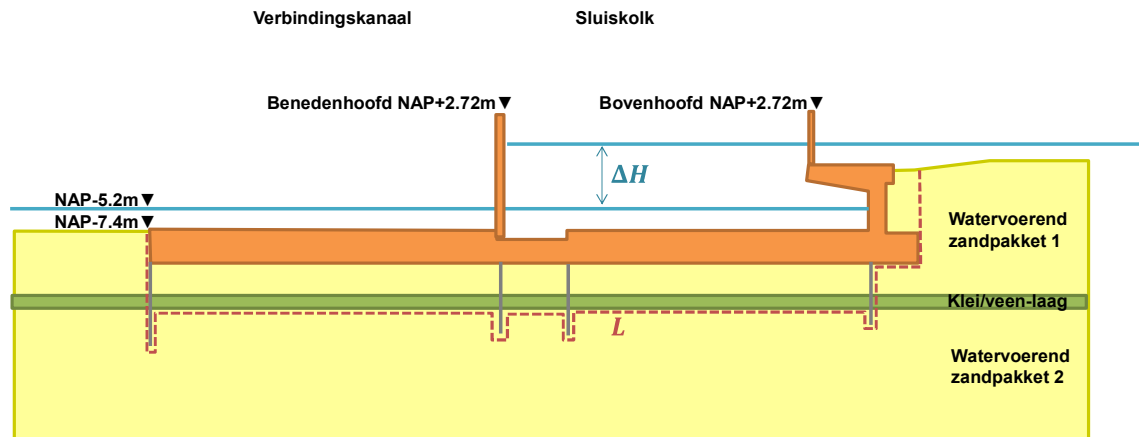 Verbindingskanaal
Sluiskolk
Benedenhoofd NAP+2.72m▼
Bovenhoofd NAP+2.72m▼
ΔH
NAP-5.2m▼
NAP-7.4m▼
Watervoerend
zandpakket 1
Klei/veen-laag
L
Watervoerend
zandpakket 2